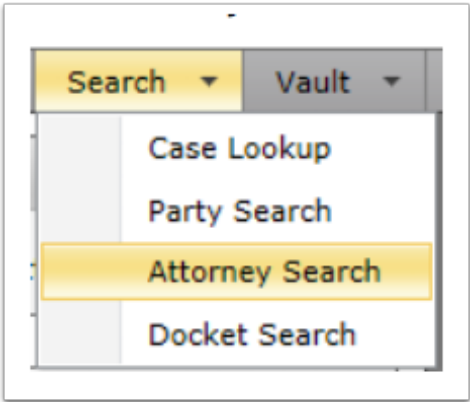 Search Vault
Case Lookup
Party Search
Attorney Search
Docket Search